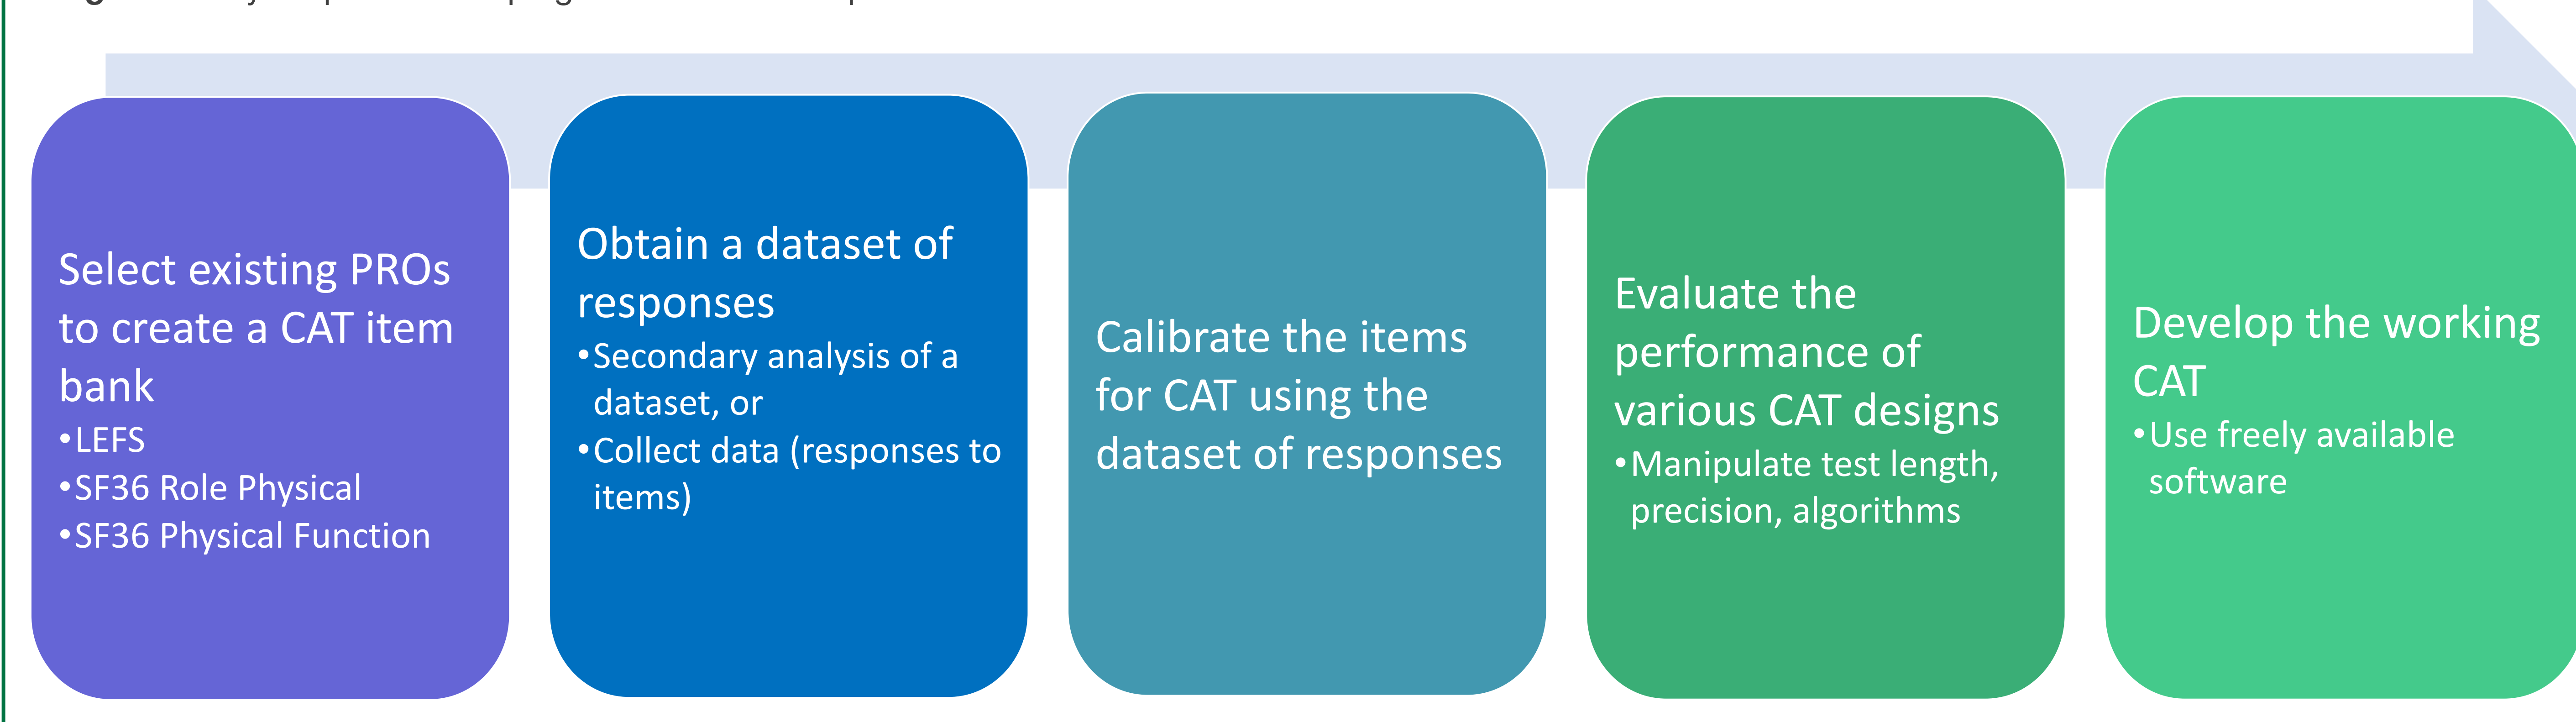 Select existing PROs
to create a CAT item
bank
•LEFS
•SF36 Role Physical
•SF36 Physical Function
Obtain a dataset of
responses
•Secondary analysis of a
dataset, or
•Collect data (responses to
items)
Calibrate the items
for CAT using the
dataset of responses
Evaluate the
performance of
various CAT designs
•Manipulate test length,
precision, algorithms
Develop the working
CAT
•Use freely available
software